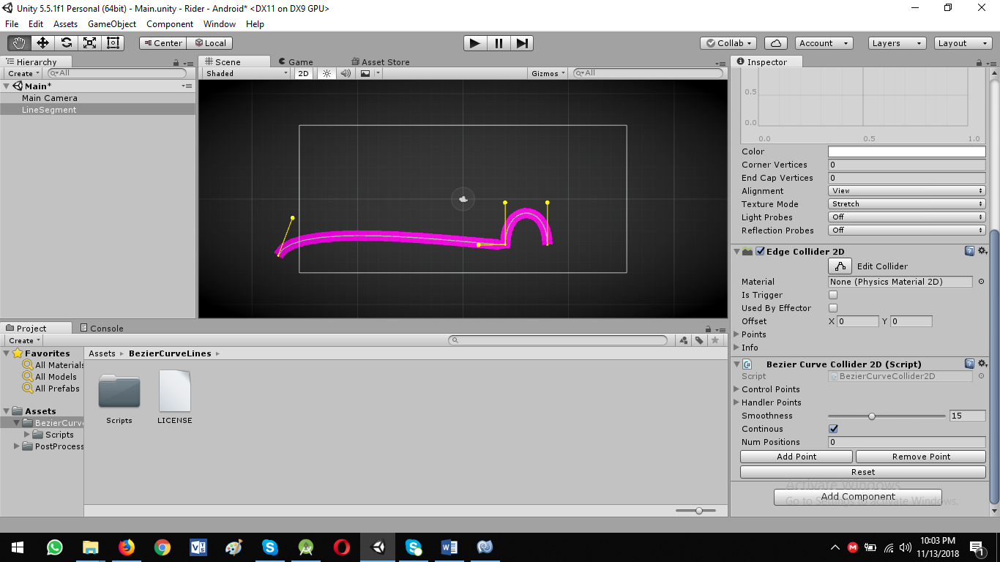 Unity 5.5.1f1 Personal (64bit) - Main.unity - Rider - Android* <DX11 on DX9 GPU>
File Edit Assets GameObject Component Window Help
Center Local Collab Account Layers Layout
Hierarchy
Create All
Main*
Main Camera
LineSegment
Scene Game Asset Store
Shaded 2D Gizmos All
Inspector
0.5
0.0
0.0 0.5 1.0
Color
Corner Vertices 0
End Cap Vertices 0
Alignment View
Texture Mode Stretch
Light Probes Off
Reflection Probes Off
Edge Collider 2D
Edit Collider
Material None (Physics Material 2D)
Is Trigger
Used By Effector
Offset X 0 Y 0
Points
Info
Bezier Curve Collider 2D (Script)
Script BezierCurveCollider2D
Control Points
Handler Points
Smoothness 15
Continous
Num Positions 0
Add Point Remove Point
Reset
Add Component
Activate Windows
Go to Settings to activate Windows.
Project Console
Create
Favorites
All Materials
All Models
All Prefabs
Assets
BezierCurve
Scripts
PostProcess
Assets BezierCurveLines
Scripts LICENSE
10:03 PM
11/13/2018
1